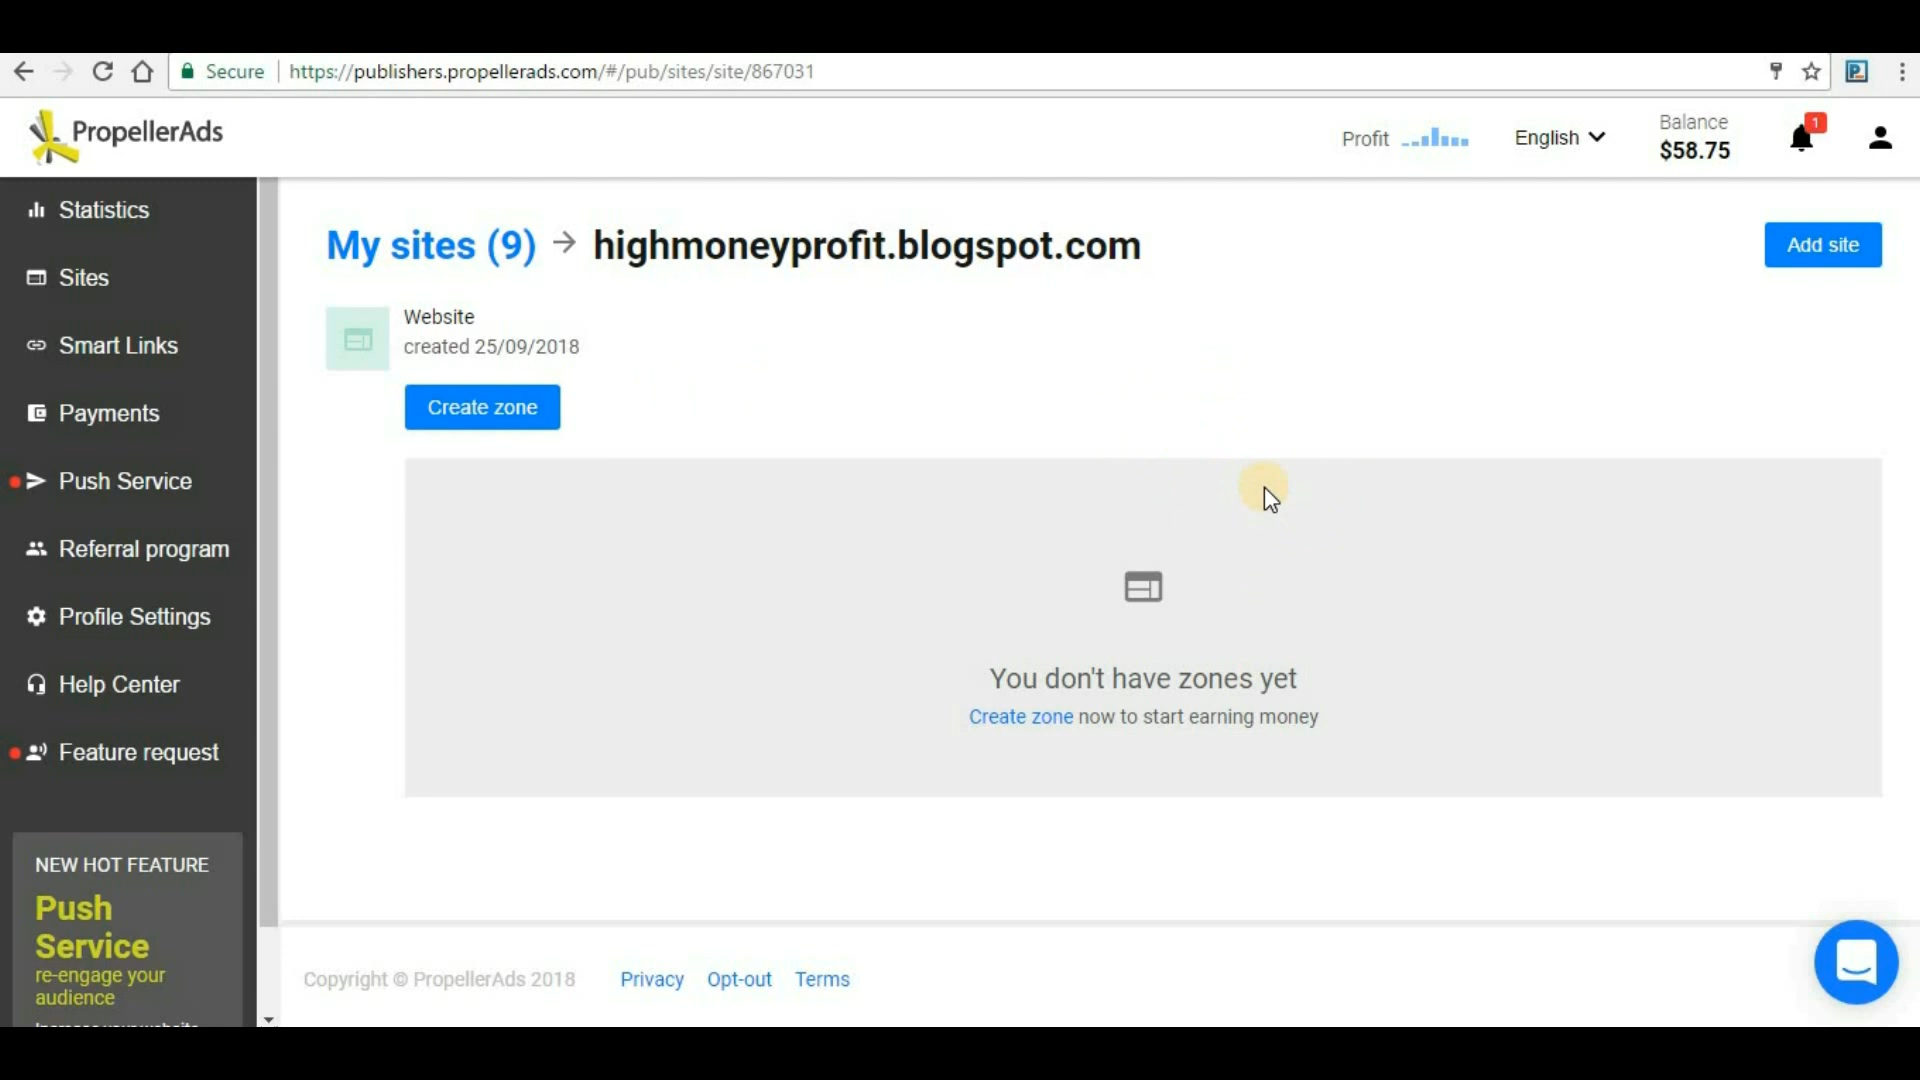 Secure
https://publishers.propellerads.com/#/pub/sites/site/867031
PropellerAds
Profit
English
Balance
$58.75
1
Statistics
Sites
Smart Links
Payments
Push Service
Referral program
Profile Settings
Help Center
Feature request
NEW HOT FEATURE
Push
Service
re-engage your
audience
My sites (9) → highmoneyprofit.blogspot.com
Add site
Website
created 25/09/2018
Create zone
You don't have zones yet
Create zone now to start earning money
Copyright © PropellerAds 2018
Privacy
Opt-out
Terms